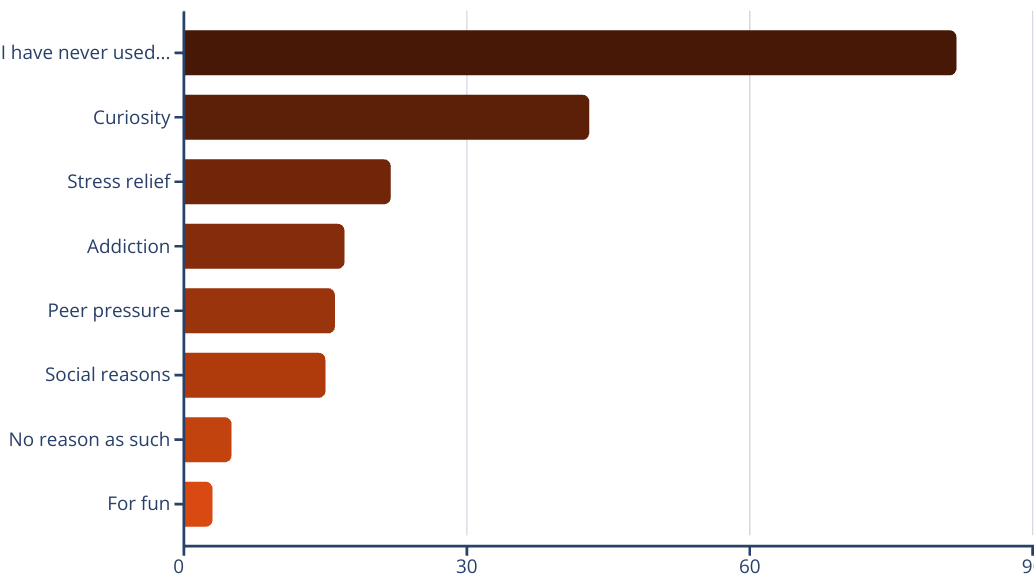 I have never used...
Curiosity
Stress relief
Addiction
Peer pressure
Social reasons
No reason as such
For fun
0 30 60 9